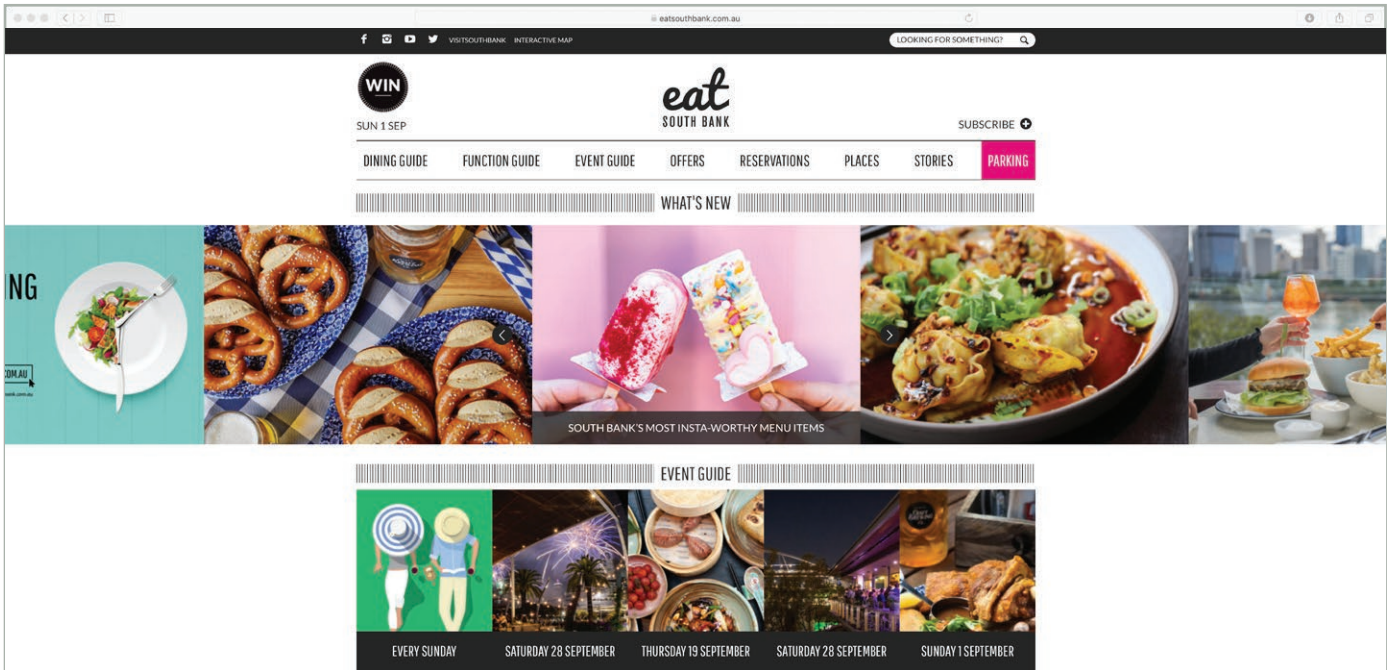 eatsouthbank.com.au
VISITSOUTHBANK INTERACTIVE MAP
LOOKING FOR SOMETHING?
WIN
SUN 1 SEP
eat
SOUTH BANK
SUBSCRIBE
DINING GUIDE FUNCTION GUIDE EVENT GUIDE OFFERS RESERVATIONS PLACES STORIES PARKING
WHAT'S NEW
NG
COM.AU
SOUTH BANK'S MOST INSTA-WORTHY MENU ITEMS
EVENT GUIDE
EVERY SUNDAY SATURDAY 28 SEPTEMBER THURSDAY 19 SEPTEMBER SATURDAY 28 SEPTEMBER SUNDAY 1 SEPTEMBER